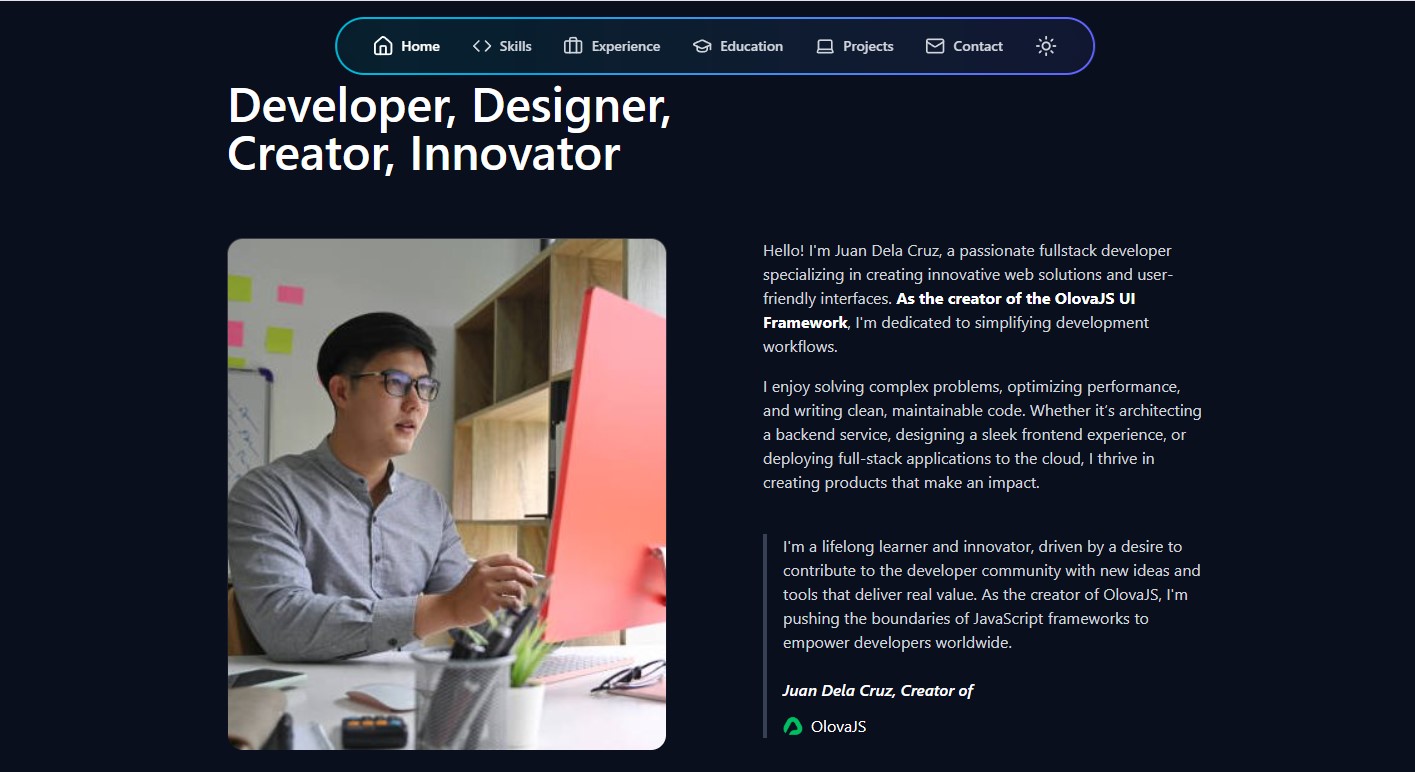 Home Skills Experience Education Projects Contact
Developer, Designer,
Creator, Innovator
Hello! I'm Juan Dela Cruz, a passionate fullstack developer
specializing in creating innovative web solutions and user-
friendly interfaces. As the creator of the OlovaJS UI
Framework, I'm dedicated to simplifying development
workflows.
I enjoy solving complex problems, optimizing performance,
and writing clean, maintainable code. Whether it’s architecting
a backend service, designing a sleek frontend experience, or
deploying full-stack applications to the cloud, I thrive in
creating products that make an impact.
I'm a lifelong learner and innovator, driven by a desire to
contribute to the developer community with new ideas and
tools that deliver real value. As the creator of OlovaJS, I'm
pushing the boundaries of JavaScript frameworks to
empower developers worldwide.
Juan Dela Cruz, Creator of
OlovaJS